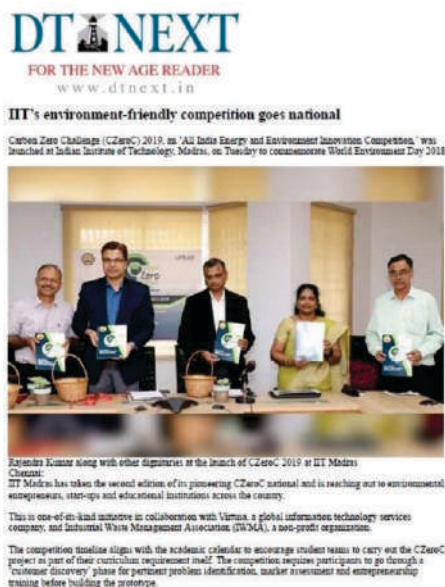 DT NEXT
FOR THE NEW AGE READER
www.dtnext.in
IIT's environment-friendly competition goes national
Carbon Zero Challenge (CZeroC) 2019, an "All India Energy and Environment Innovation Competition," was
launched at Indian Institute of Technology, Madras, on Tuesday to commemorate World Environment Day 2018
Zero
Rajendra Kumar along with other dignitaries at the launch of CZeroC 2019 at IIT Madras
Chennai:
IIT Madras has taken the second edition of its pioneering CZeroC national and is reaching out to environmental
entrepreneurs, start-ups and educational institutions across the country.
This is one-of-its-kind initiative in collaboration with Virtusa, a global information technology services
company, and Industrial Waste Management Association (IWMA), a non-profit organization.
The competition timeline aligns with the academic calendar to encourage student teams to carry out the CZeroC
project as part of their curriculum requirement itself. The competition requires participants to go through a
'customer discovery' phase for pertinent problem identification, market assessment and entrepreneurship
training before building the prototype.